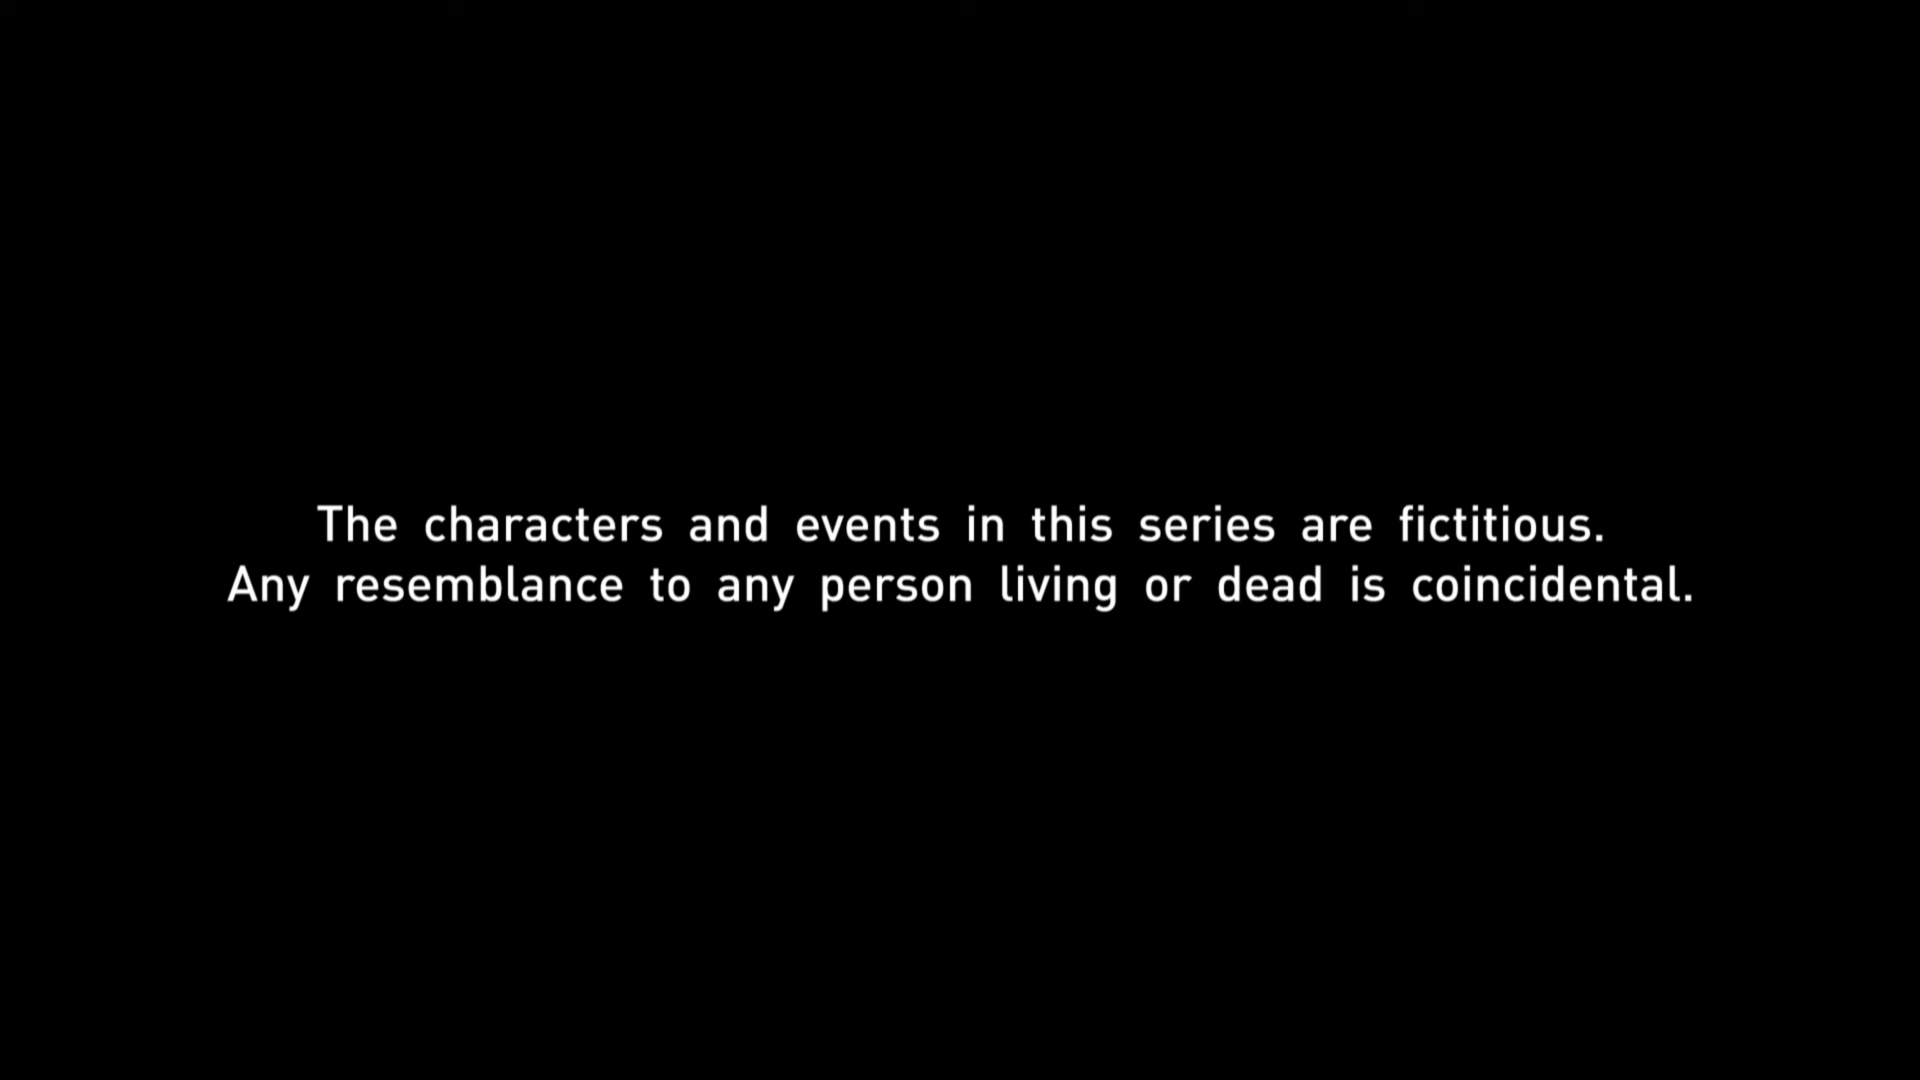 The characters and events in this series are fictitious.
Any resemblance to any person living or dead is coincidental.